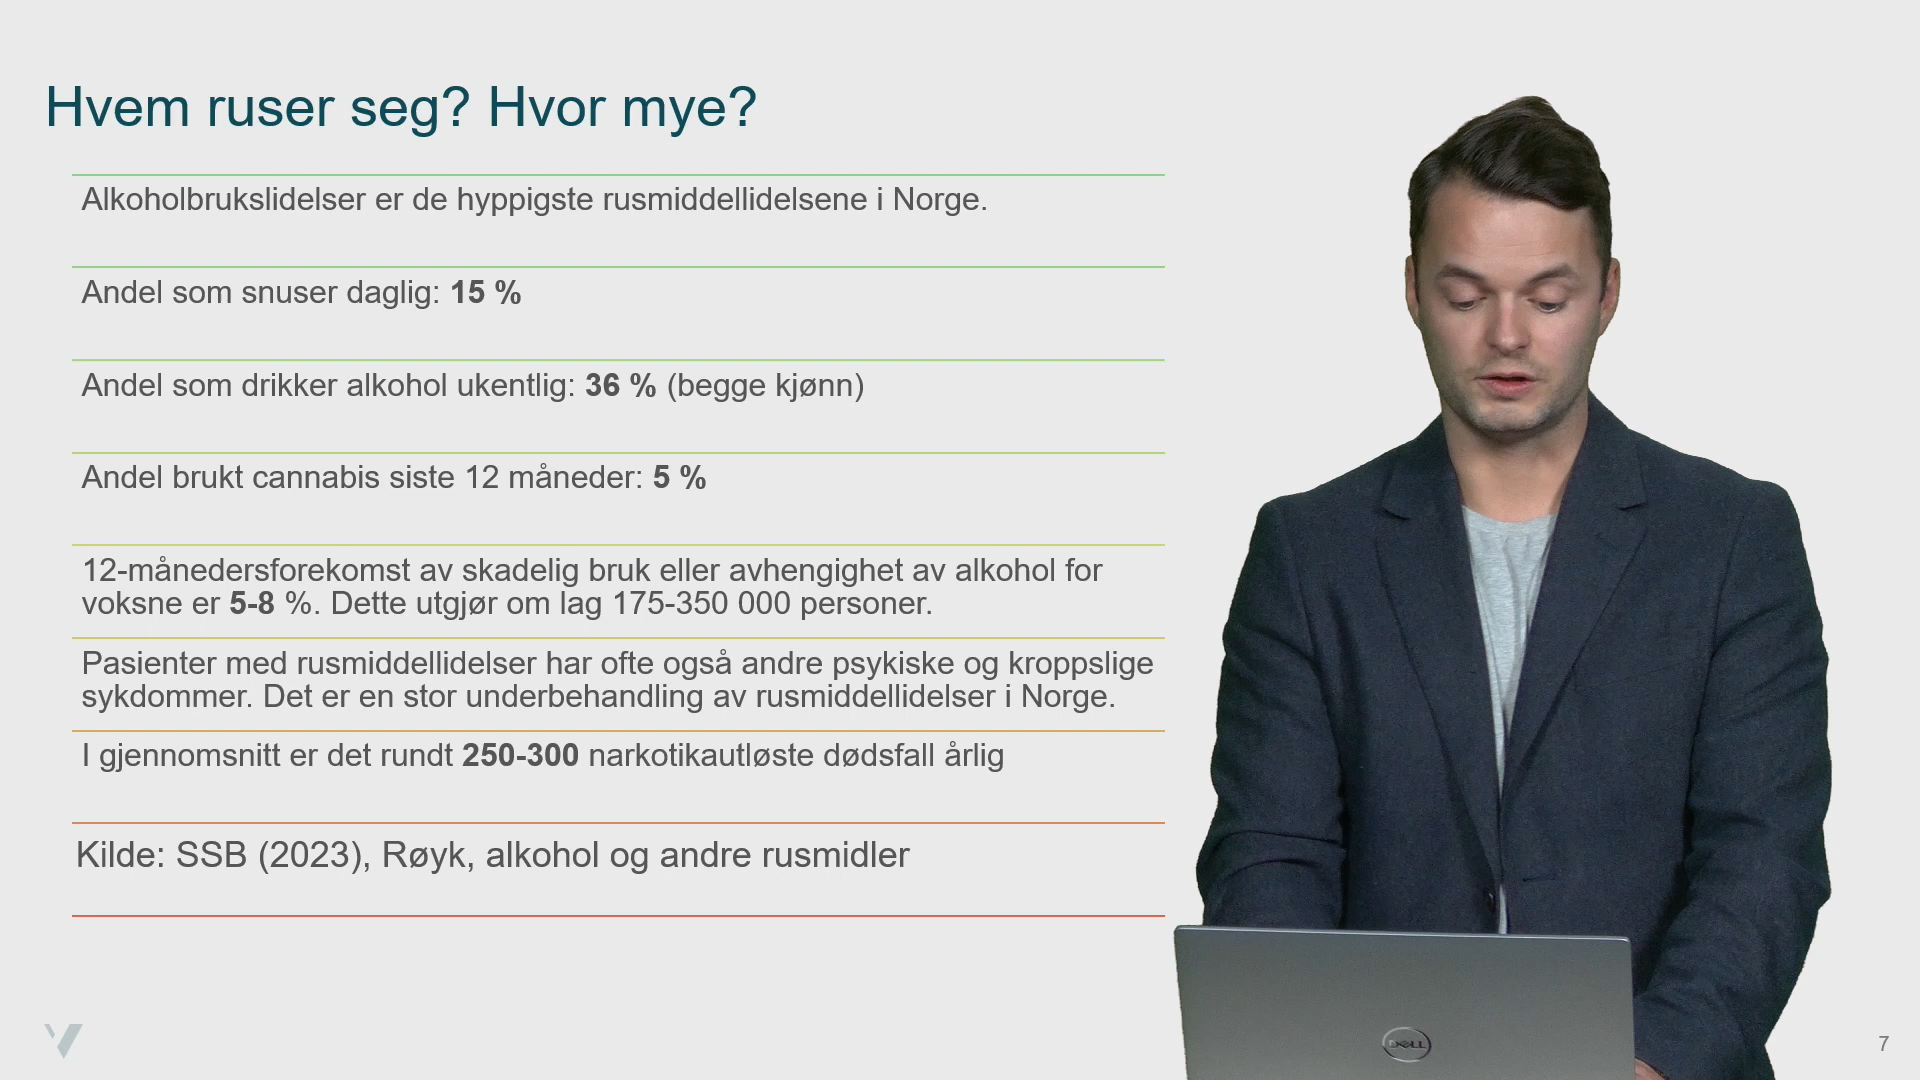 Hvem ruser seg? Hvor mye?
Alkoholbrukslidelser er de hyppigste rusmiddellidelsene i Norge.
Andel som snuser daglig: 15 %
Andel som drikker alkohol ukentlig: 36 % (begge kjønn)
Andel brukt cannabis siste 12 måneder: 5 %
12-månedersforekomst av skadelig bruk eller avhengighet av alkohol for
voksne er 5-8 %. Dette utgjør om lag 175-350 000 personer.
Pasienter med rusmiddellidelser har ofte også andre psykiske og kroppslige
sykdommer. Det er en stor underbehandling av rusmiddellidelser i Norge.
I gjennomsnitt er det rundt 250-300 narkotikautløste dødsfall årlig
Kilde: SSB (2023), Røyk, alkohol og andre rusmidler
DELL
7